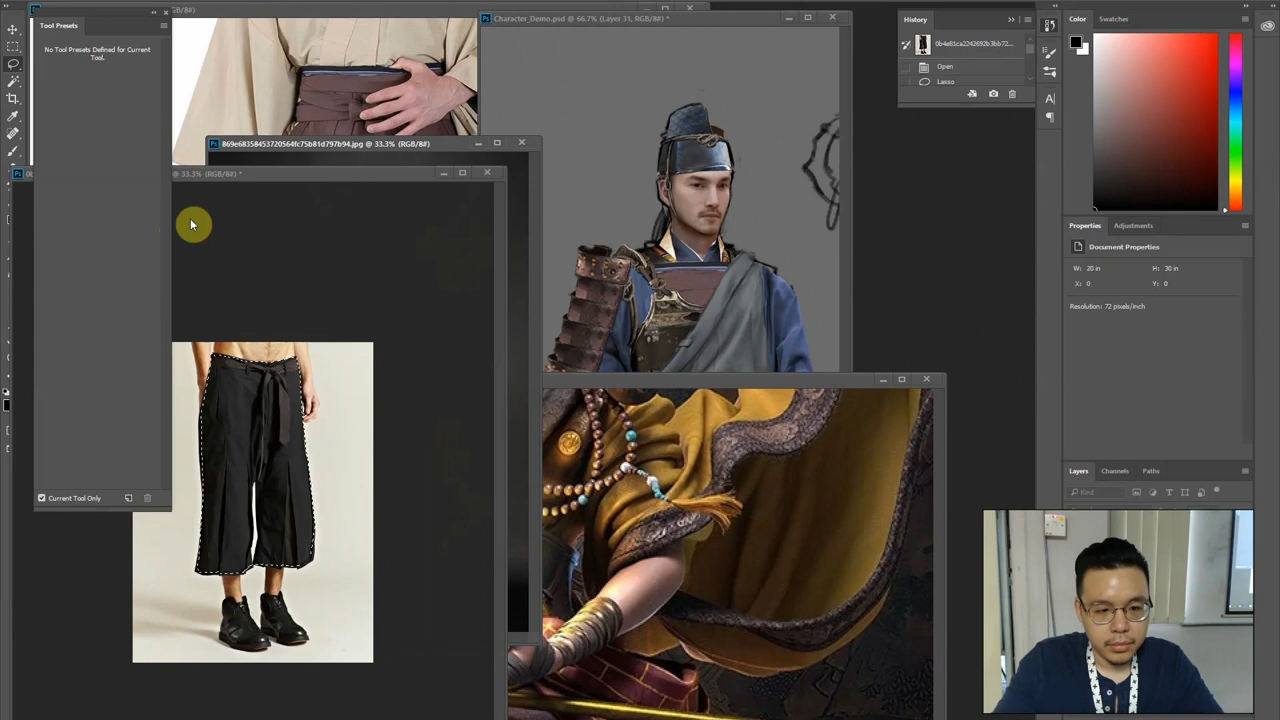 /RGB/8#)
Tool Presets
No Tool Presets Defined for Current
Tool.
Current Tool Only
869e68358453720564fc75b81d797b94.jpg @ 33.3% (RGB/8#)
@ 33.3% (RGB/8#) *
Character_Demo.psd @ 66.7% (Layer 31, RGB/8#) *
History
0b4e81ca2242692b3bb72...
Open
Lasso
Color
Swatches
Properties
Adjustments
Document Properties
W: 20 in
H: 30 in
X: 0
Y: 0
Resolution: 72 pixels/inch
Layers
Channels
Paths
Kind